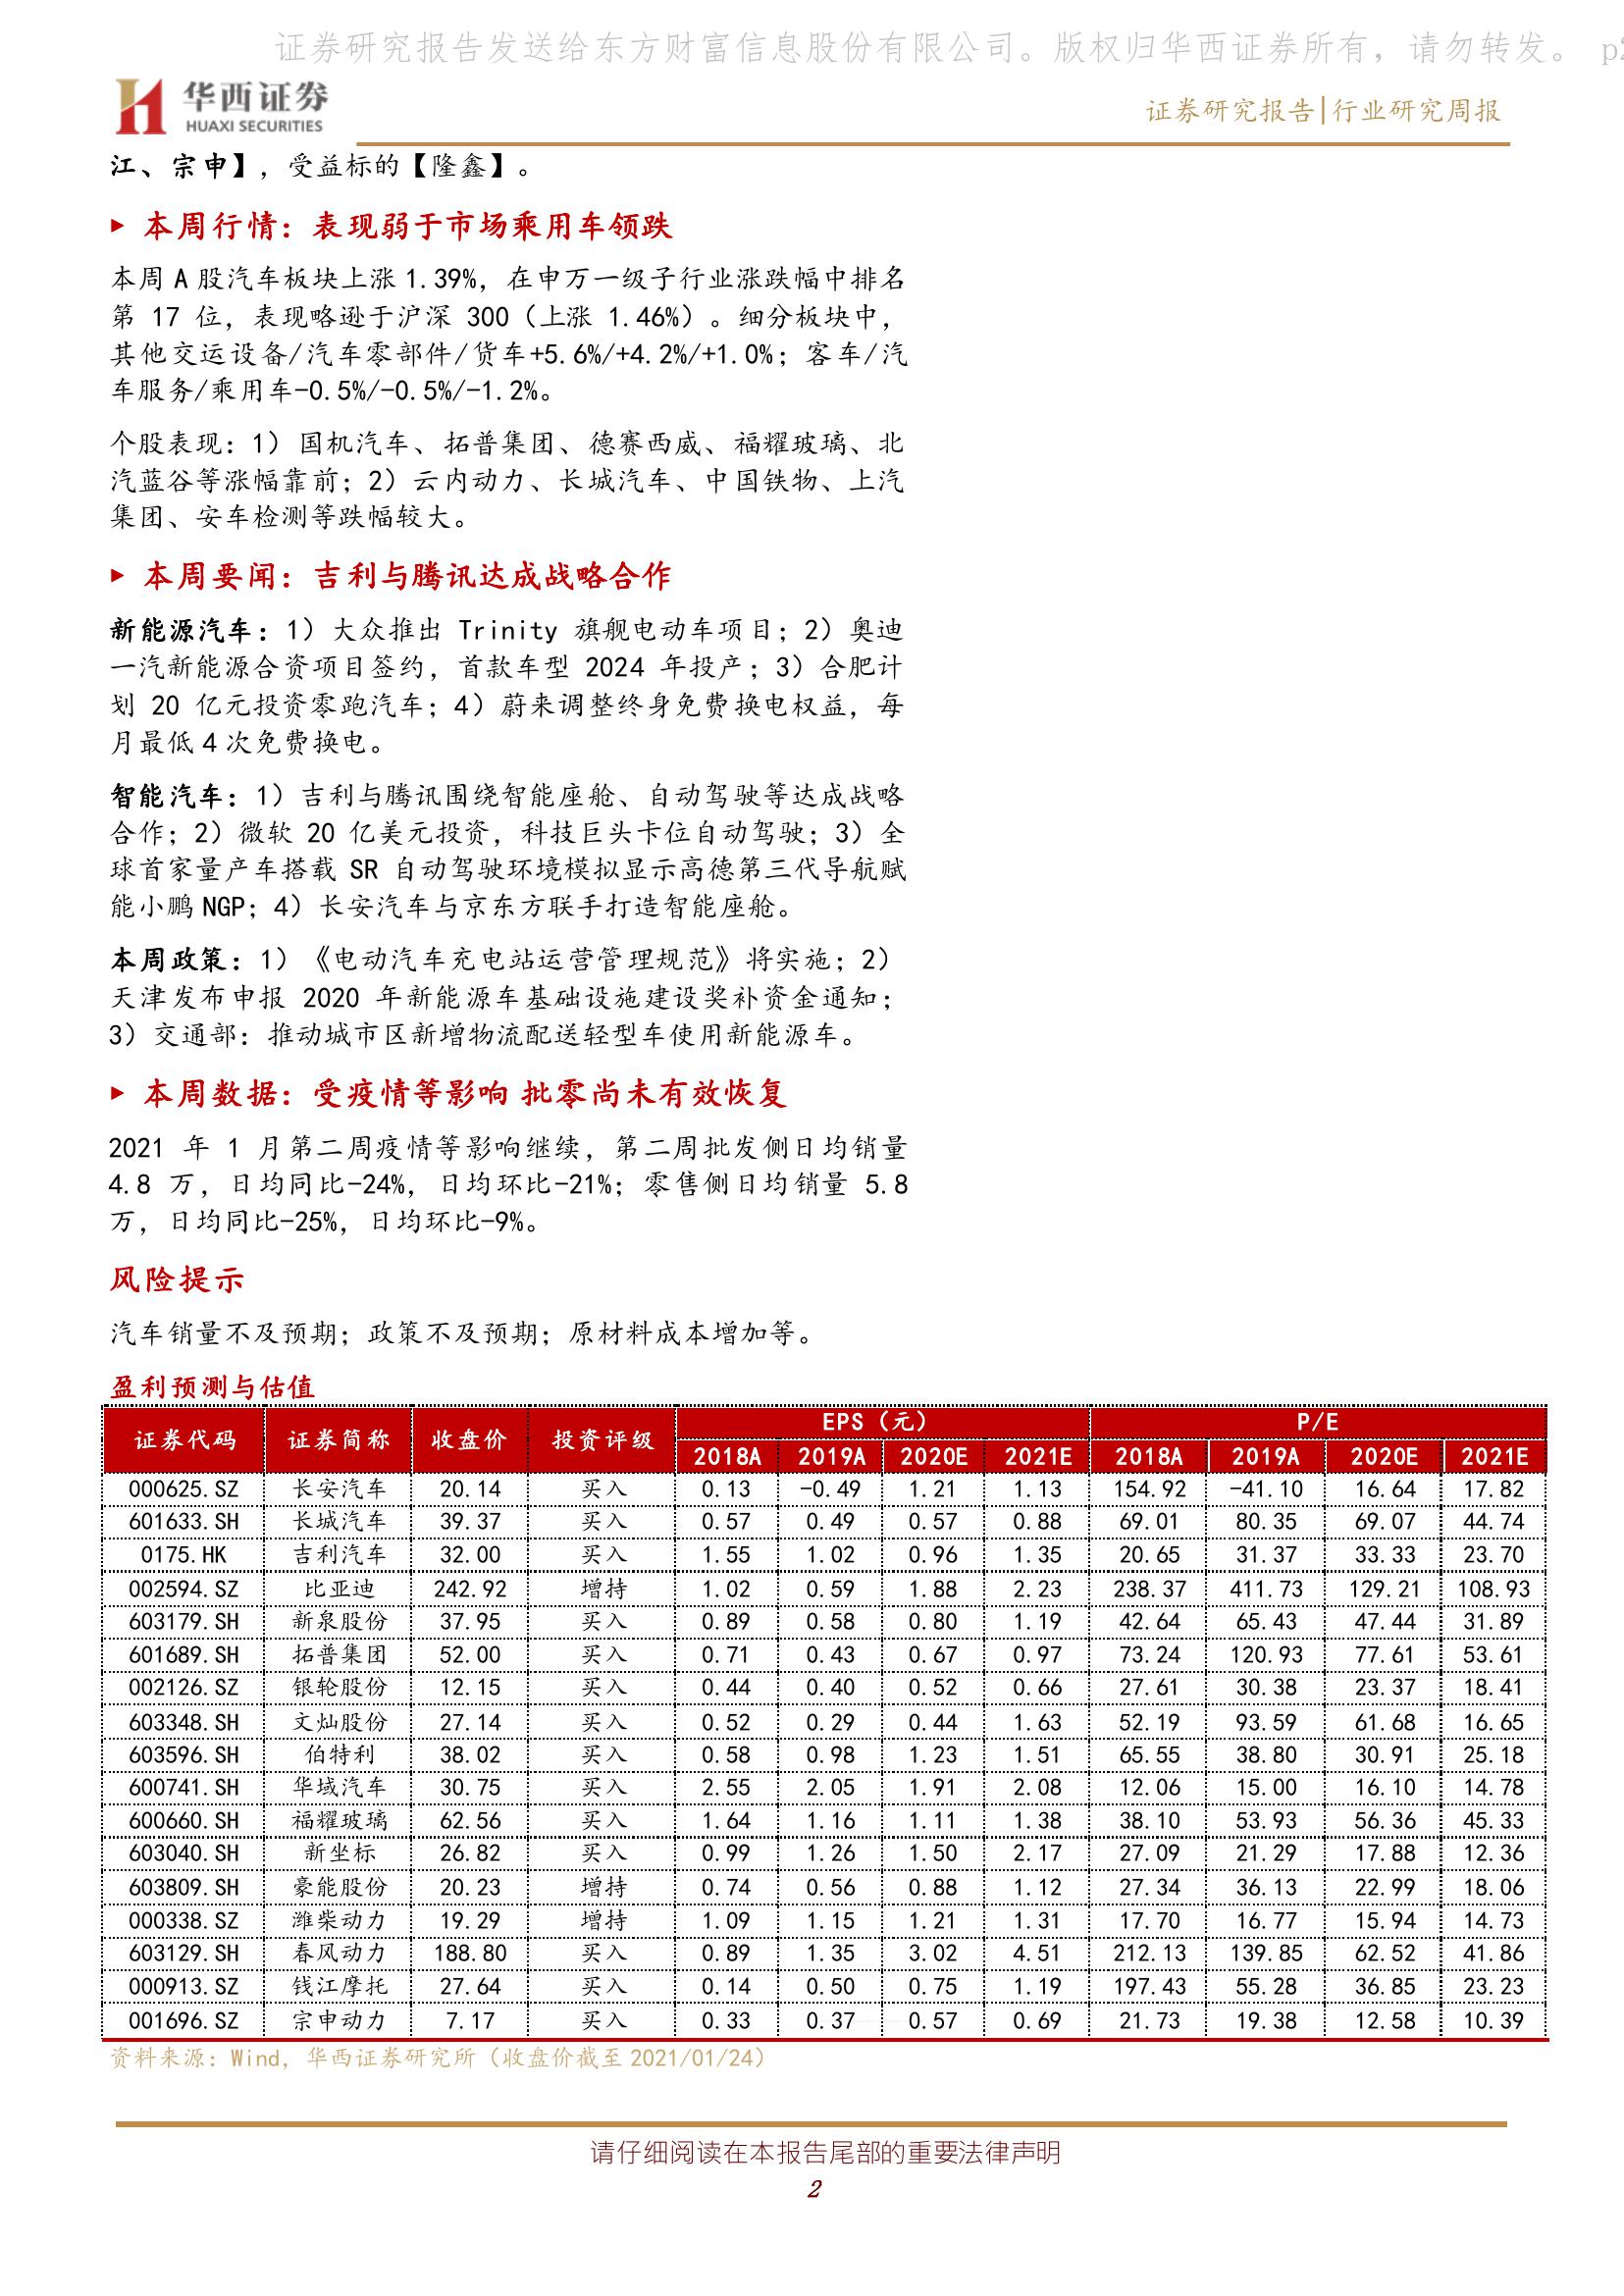 证券研究报告发送给东方财富信息股份有限公司。版权归华西证券所有，请勿转发。 p2
华西证券
HUAXI SECURITIES
证券研究报告|行业研究周报
江、宗申】，受益标的【隆鑫】。
▶ 本周行情：表现弱于市场乘用车领跌
本周 A 股汽车板块上涨 1.39%，在申万一级子行业涨跌幅中排名
第 17 位，表现略逊于沪深 300（上涨 1.46%）。细分板块中，
其他交运设备/汽车零部件/货车+5.6%/+4.2%/+1.0%；客车/汽
车服务/乘用车-0.5%/-0.5%/-1.2%。
个股表现：1）国机汽车、拓普集团、德赛西威、福耀玻璃、北
汽蓝谷等涨幅靠前；2）云内动力、长城汽车、中国铁物、上汽
集团、安车检测等跌幅较大。
▶ 本周要闻：吉利与腾讯达成战略合作
新能源汽车：1）大众推出 Trinity 旗舰电动车项目；2）奥迪
一汽新能源合资项目签约，首款车型 2024 年投产；3）合肥计
划 20 亿元投资零跑汽车；4）蔚来调整终身免费换电权益，每
月最低 4 次免费换电。
智能汽车：1）吉利与腾讯围绕智能座舱、自动驾驶等达成战略
合作；2）微软 20 亿美元投资，科技巨头卡位自动驾驶；3）全
球首家量产车搭载 SR 自动驾驶环境模拟显示高德第三代导航赋
能小鹏 NGP；4）长安汽车与京东方联手打造智能座舱。
本周政策：1）《电动汽车充电站运营管理规范》将实施；2）
天津发布申报 2020 年新能源车基础设施建设奖补资金通知；
3）交通部：推动城市区新增物流配送轻型车使用新能源车。
▶ 本周数据：受疫情等影响 批零尚未有效恢复
2021 年 1 月第二周疫情等影响继续，第二周批发侧日均销量
4.8 万，日均同比-24%，日均环比-21%；零售侧日均销量 5.8
万，日均同比-25%，日均环比-9%。
风险提示
汽车销量不及预期；政策不及预期；原材料成本增加等。
盈利预测与估值
证券代码 证券简称 收盘价 投资评级 EPS（元） P/E
2018A 2019A 2020E 2021E 2018A 2019A 2020E 2021E
000625.SZ 长安汽车 20.14 买入 0.13 -0.49 1.21 1.13 154.92 -41.10 16.64 17.82
601633.SH 长城汽车 39.37 买入 0.57 0.49 0.57 0.88 69.01 80.35 69.07 44.74
0175.HK 吉利汽车 32.00 买入 1.55 1.02 0.96 1.35 20.65 31.37 33.33 23.70
002594.SZ 比亚迪 242.92 增持 1.02 0.59 1.88 2.23 238.37 411.73 129.21 108.93
603179.SH 新泉股份 37.95 买入 0.89 0.58 0.80 1.19 42.64 65.43 47.44 31.89
601689.SH 拓普集团 52.00 买入 0.71 0.43 0.67 0.97 73.24 120.93 77.61 53.61
002126.SZ 银轮股份 12.15 买入 0.44 0.40 0.52 0.66 27.61 30.38 23.37 18.41
603348.SH 文灿股份 27.14 买入 0.52 0.29 0.44 1.63 52.19 93.59 61.68 16.65
603596.SH 伯特利 38.02 买入 0.58 0.98 1.23 1.51 65.55 38.80 30.91 25.18
600741.SH 华域汽车 30.75 买入 2.55 2.05 1.91 2.08 12.06 15.00 16.10 14.78
600660.SH 福耀玻璃 62.56 买入 1.64 1.16 1.11 1.38 38.10 53.93 56.36 45.33
603040.SH 新坐标 26.82 买入 0.99 1.26 1.50 2.17 27.09 21.29 17.88 12.36
603809.SH 豪能股份 20.23 增持 0.74 0.56 0.88 1.12 27.34 36.13 22.99 18.06
000338.SZ 潍柴动力 19.29 增持 1.09 1.15 1.21 1.31 17.70 16.77 15.94 14.73
603129.SH 春风动力 188.80 买入 0.89 1.35 3.02 4.51 212.13 139.85 62.52 41.86
000913.SZ 钱江摩托 27.64 买入 0.14 0.50 0.75 1.19 197.43 55.28 36.85 23.23
001696.SZ 宗申动力 7.17 买入 0.33 0.37 0.57 0.69 21.73 19.38 12.58 10.39
资料来源：Wind，华西证券研究所（收盘价截至 2021/01/24）
请仔细阅读在本报告尾部的重要法律声明
2